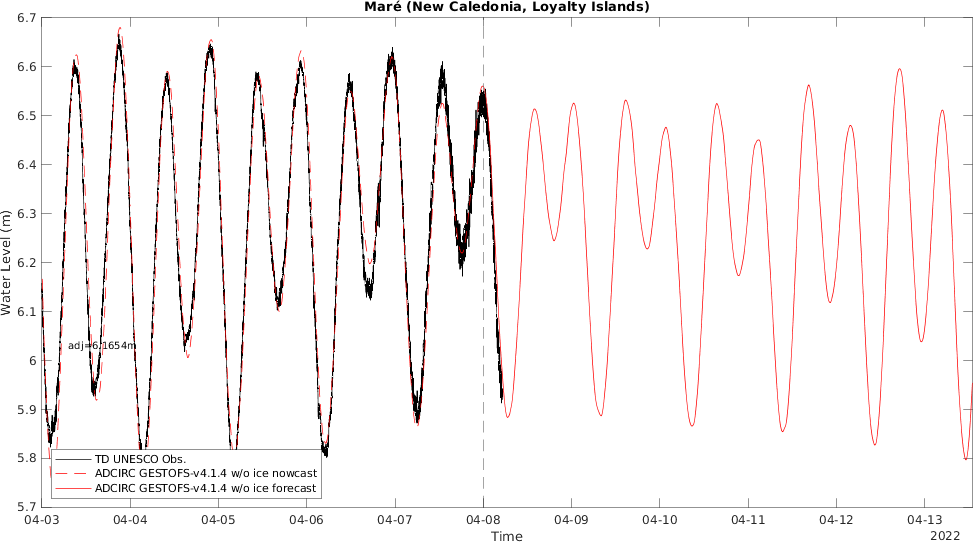 Maré (New Caledonia, Loyalty Islands)
6.7
6.6
6.5
6.4
6.3
6.2
6.1
6
5.9
5.8
5.7
Water Level (m)
adj=6.1654m
TD UNESCO Obs.
ADCIRC GESTOFS-v4.1.4 w/o ice nowcast
ADCIRC GESTOFS-v4.1.4 w/o ice forecast
04-03 04-04 04-05 04-06 04-07 04-08 04-09 04-10 04-11 04-12 04-13
Time
2022